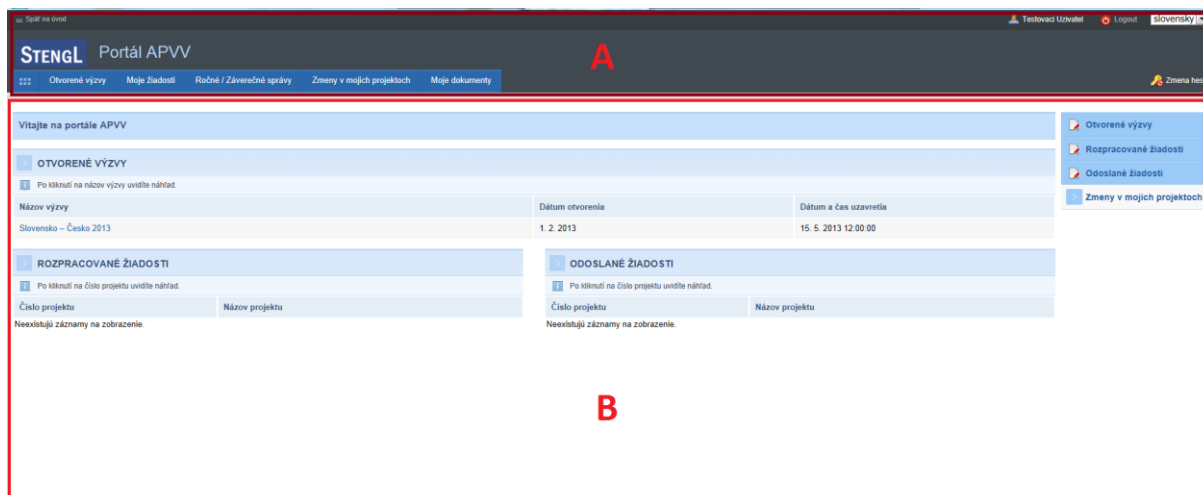 Späť na úvod
Testovaci Uzivatel Logout slovensky
STENGL Portál APVV
A
Otvorené výzvy Moje žiadosti Ročné / Záverečné správy Zmeny v mojich projektoch Moje dokumenty Zmena hes
Vitajte na portále APVV
Otvorené výzvy
Rozpracované žiadosti
Odoslané žiadosti
Zmeny v mojich projektoch
OTVORENÉ VÝZVY
Po kliknutí na názov výzvy uvidíte náhľad.
Názov výzvy Dátum otvorenia Dátum a čas uzavretia
Slovensko – Česko 2013 1. 2. 2013 15. 5. 2013 12:00:00
ROZPRACOVANÉ ŽIADOSTI
Po kliknutí na číslo projektu uvidíte náhľad.
Číslo projektu Názov projektu
Neexistujú záznamy na zobrazenie.
ODOSLANÉ ŽIADOSTI
Po kliknutí na číslo projektu uvidíte náhľad.
Číslo projektu Názov projektu
Neexistujú záznamy na zobrazenie.
B